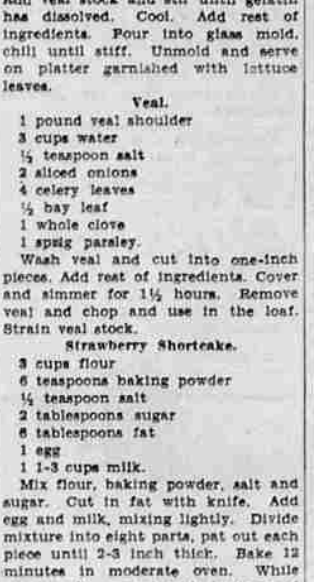 Add veal stock and stir until gelatin
has dissolved. Cool. Add rest of
ingredients. Pour into glass mold,
chill until stiff. Unmold and serve
on platter garnished with lettuce
leaves.
Veal.
1 pound veal shoulder
3 cups water
½ teaspoon salt
2 sliced onions
4 celery leaves
½ bay leaf
1 whole clove
1 sprig parsley.
Wash veal and cut into one-inch
pieces. Add rest of ingredients. Cover
and simmer for 1½ hours. Remove
veal and chop and use in the loaf.
Strain veal stock.
Strawberry Shortcake.
3 cups flour
6 teaspoons baking powder
½ teaspoon salt
2 tablespoons sugar
6 tablespoons fat
1 egg
1 1-3 cups milk.
Mix flour, baking powder, salt and
sugar. Cut in fat with knife. Add
egg and milk, mixing lightly. Divide
mixture into eight parts, pat out each
piece until 2-3 inch thick. Bake 12
minutes in moderate oven. While